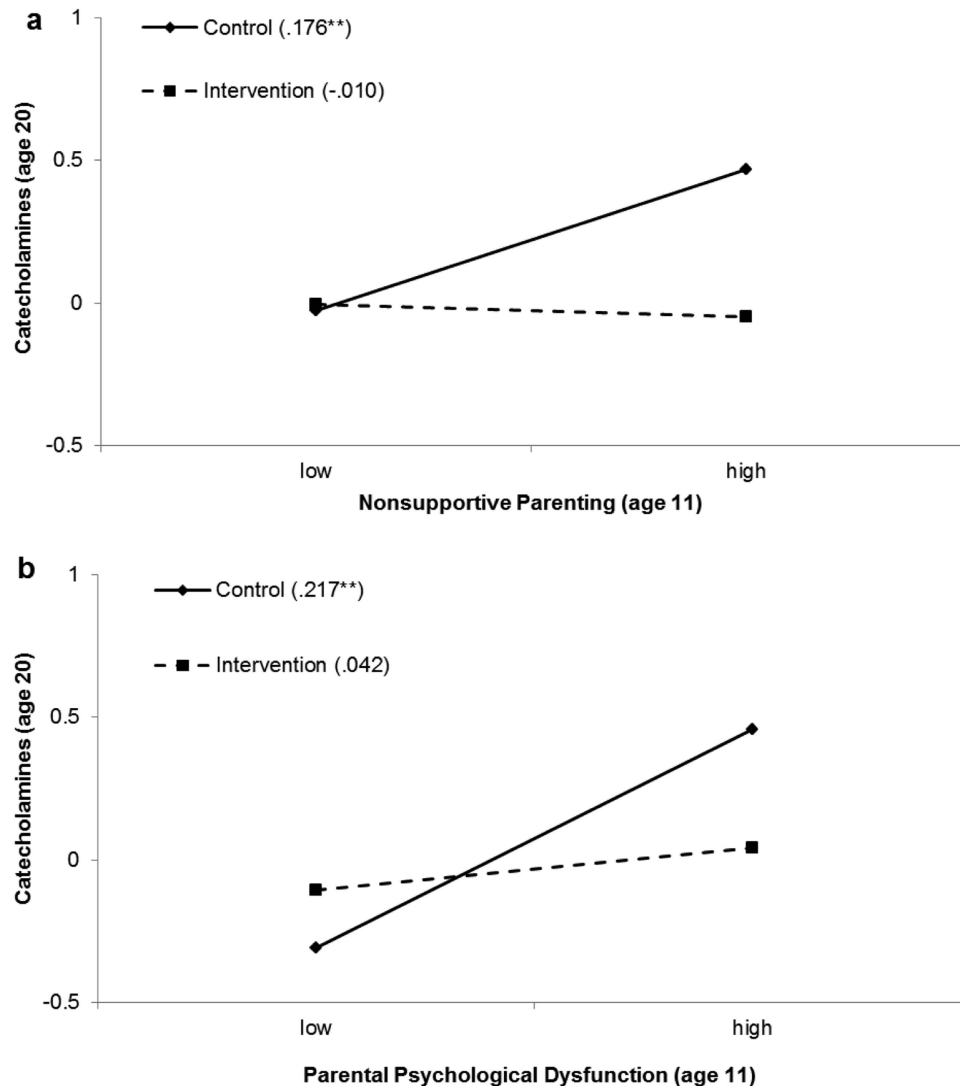 a
Control (.176**)
Intervention (-.010)
Catecholamines (age 20)
1
0.5
0
-0.5
low high
Nonsupportive Parenting (age 11)
b
Control (.217**)
Intervention (.042)
Catecholamines (age 20)
1
0.5
0
-0.5
low high
Parental Psychological Dysfunction (age 11)